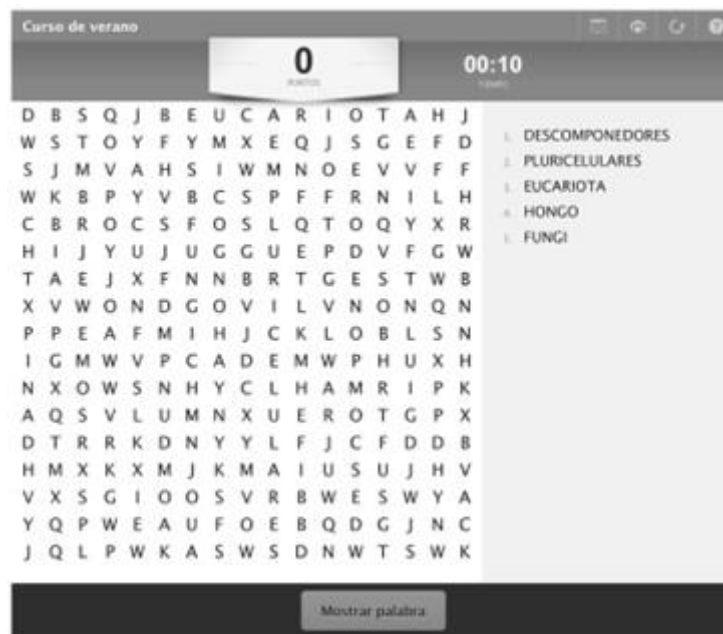 Curso de verano
0
PUNTOS
00:10
TIEMPO
D B S Q J B E U C A R I O T A H J
W S T O Y F Y M X E Q J S G E F D
S J M V A H S I W M N O E V V F F
W K B P Y V B C S P F F R N I L H
C B R O C S F O S L Q T O Q Y X R
H I J Y U J U G G U E P D V F G W
T A E J X F N N B R T G E S T W B
X V W O N D G O V I L V N O N Q N
P P E A F M I H J C K L O B L S N
I G M W V P C A D E M W P H U X H
N X O W S N H Y C L H A M R I P K
A Q S V L U M N X U E R O T G P X
D T R R K D N Y Y L F J C F D D B
H M X K X M J K M A I U S U J H V
V X S G I O O S V R B W E S W Y A
Y Q P W E A U F O E B Q D G J N C
J Q L P W K A S W S D N W T S W K
1. DESCOMPONEDORES
2. PLURICELULARES
3. EUCARIOTA
4. HONGO
5. FUNGI
Mostrar palabra